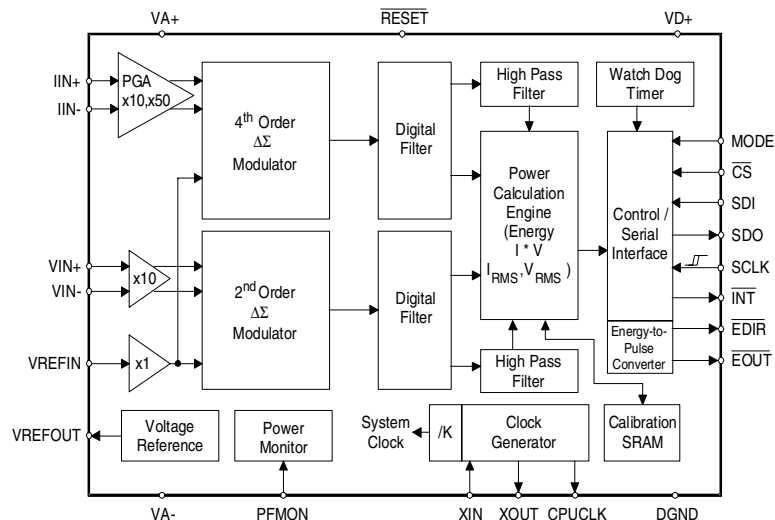 VA+
RESET
VD+
IIN+
IIN-
PGA
x10,x50
4th Order
ΔΣ
Modulator
Digital
Filter
High Pass
Filter
Watch Dog
Timer
Power
Calculation
Engine
(Energy
I * V
IRMS,VRMS )
Control /
Serial
Interface
MODE
CS
SDI
SDO
SCLK
INT
EDIR
EOUT
VIN+
VIN-
x10
2nd Order
ΔΣ
Modulator
Digital
Filter
Energy-to-
Pulse
Converter
VREFIN
x1
High Pass
Filter
VREFOUT
Voltage
Reference
Power
Monitor
System
Clock
/K
Clock
Generator
Calibration
SRAM
VA-
PFMON
XIN
XOUT
CPUCLK
DGND